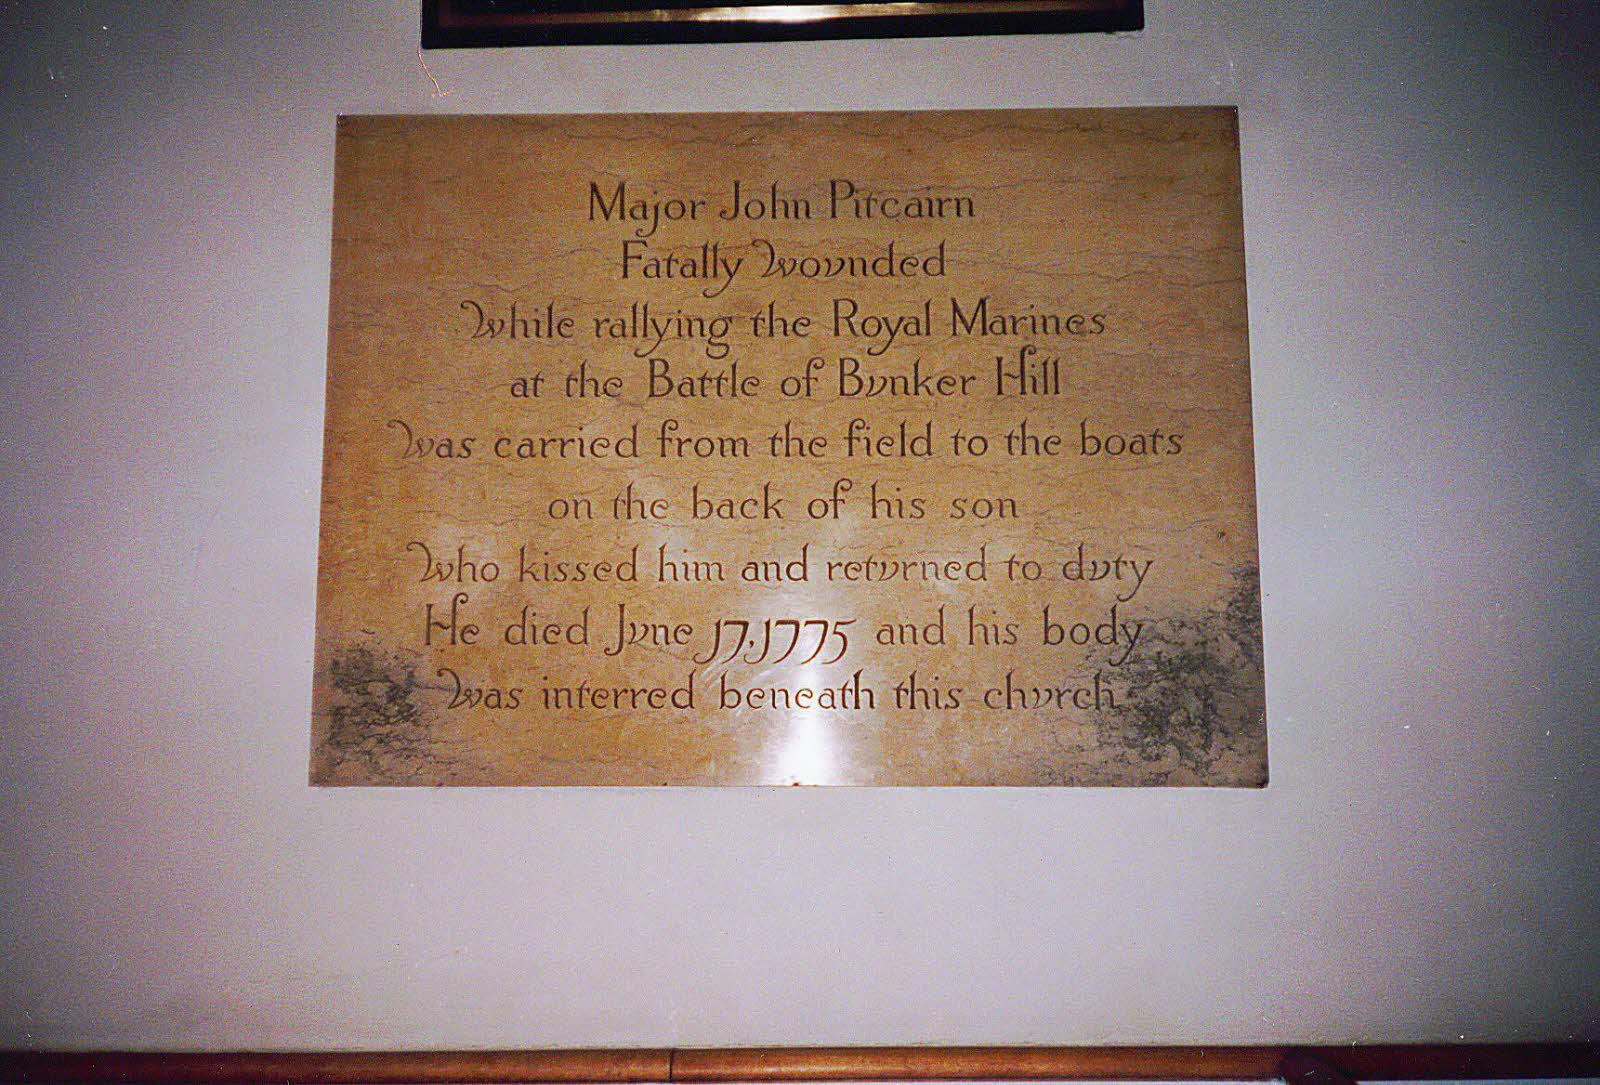 Major John Pitcairn
Fatally Wounded
While rallying the Royal Marines
at the Battle of Bunker Hill
Was carried from the field to the boats
on the back of his son
Who kissed him and returned to duty
He died June 17, 1775 and his body
Was interred beneath this church